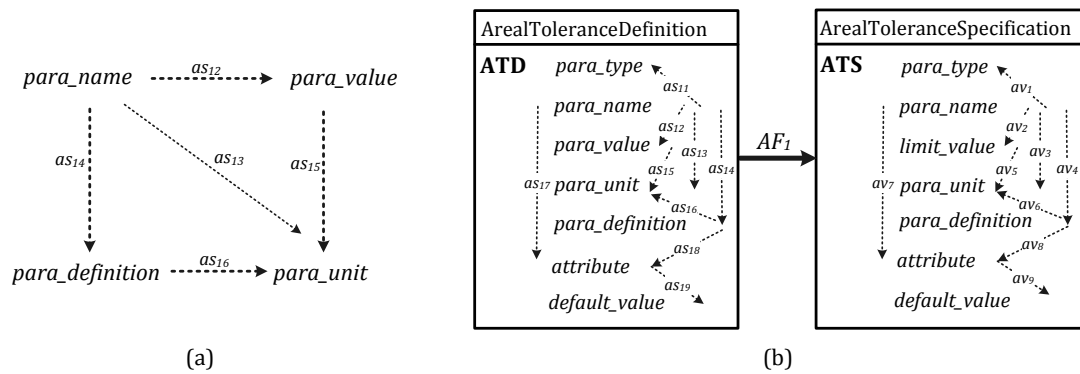 para_name
as12
para_value
as14
as13
as15
para_definition
as16
para_unit
(a)
ArealToleranceDefinition
ATD
para_type
as11
para_name
as12
para_value
as13
as15
as14
as17
para_unit
as16
para_definition
as18
attribute
as19
default_value
AF1
ArealToleranceSpecification
ATS
para_type
av1
para_name
av2
limit_value
av3
av5
av4
av7
para_unit
av6
para_definition
av8
attribute
av9
default_value
(b)